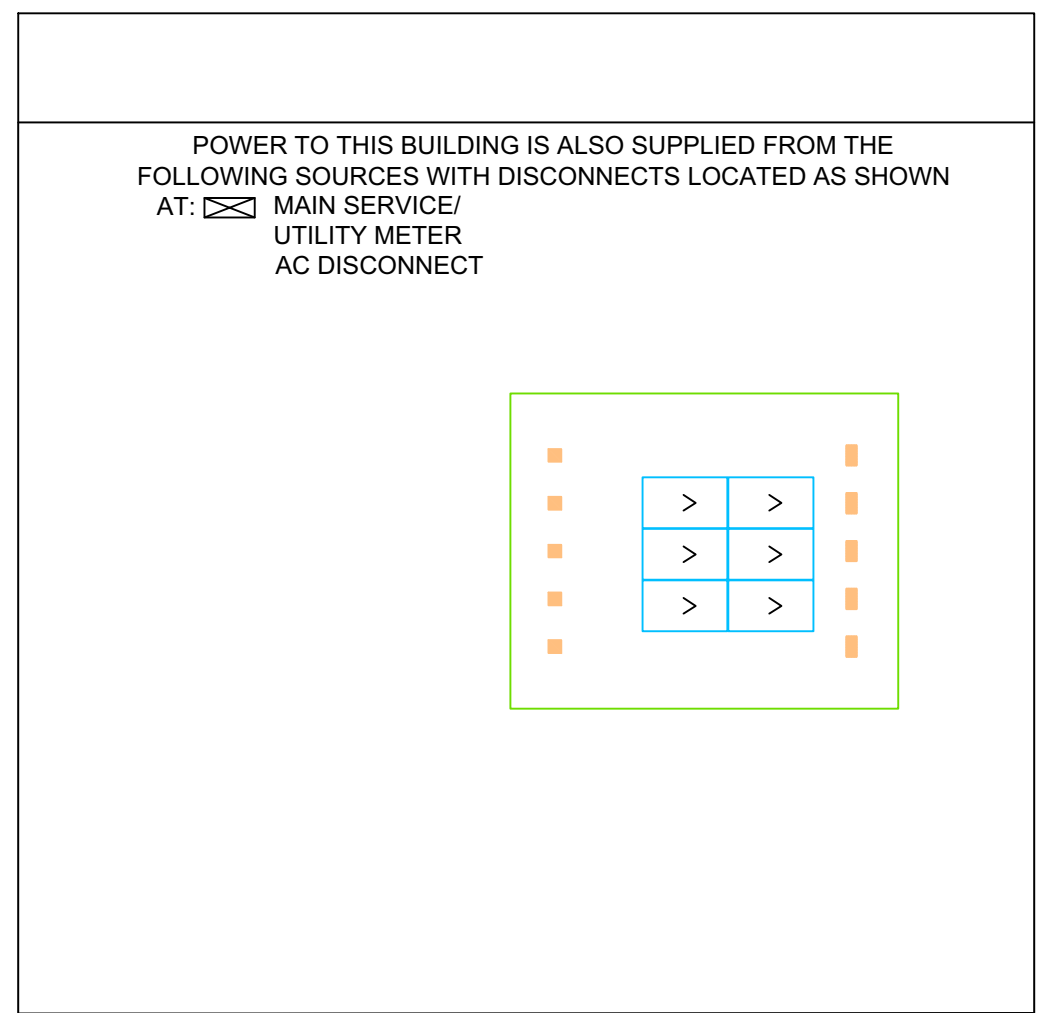 POWER TO THIS BUILDING IS ALSO SUPPLIED FROM THE
FOLLOWING SOURCES WITH DISCONNECTS LOCATED AS SHOWN
AT: MAIN SERVICE/
UTILITY METER
AC DISCONNECT
> >
> >
> >